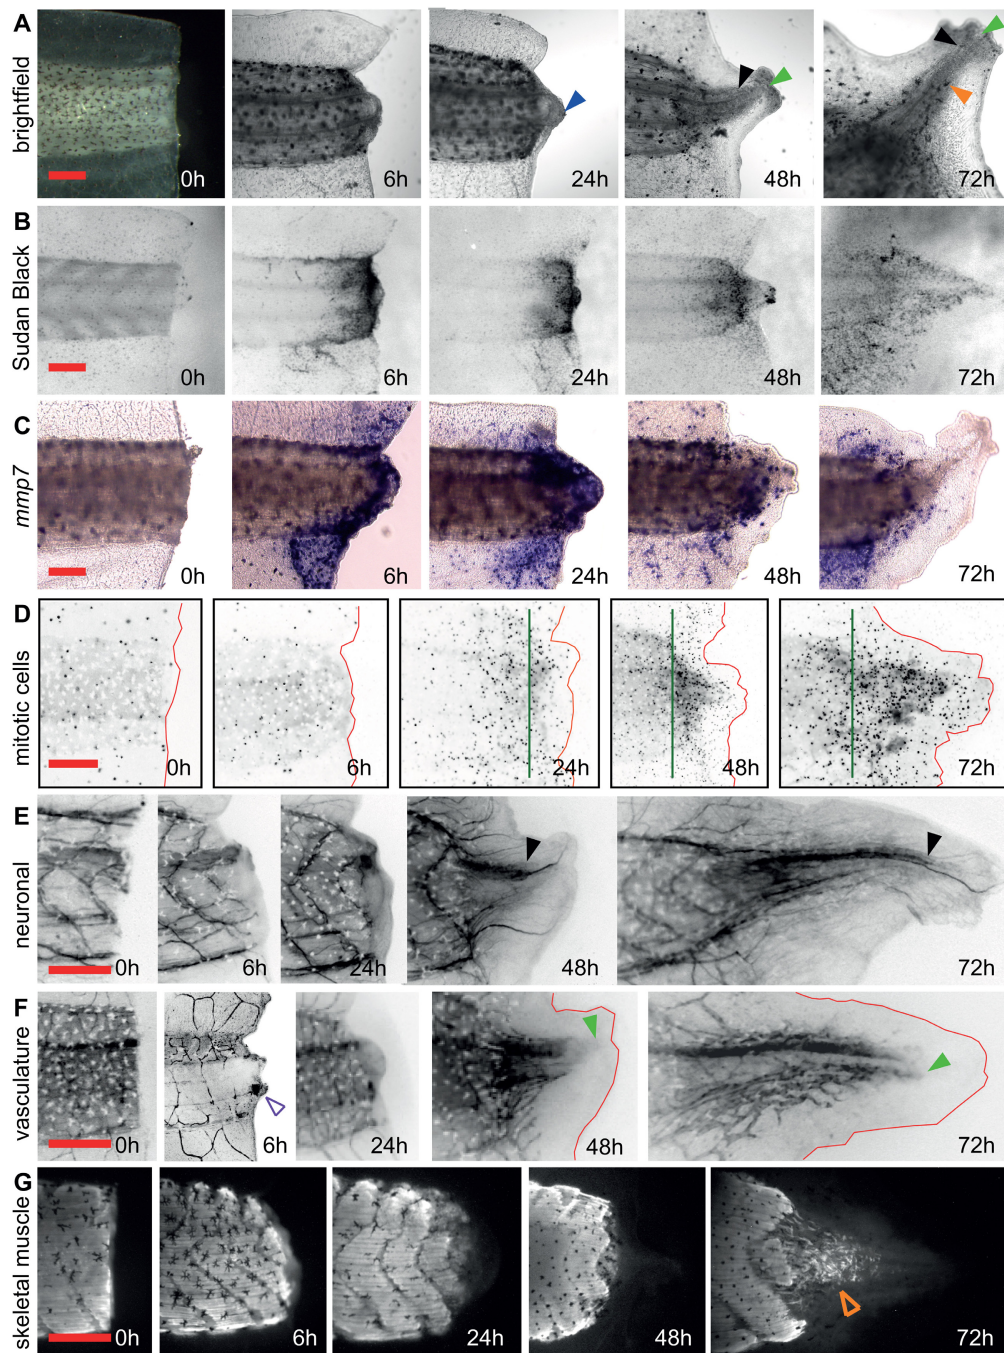 A
brightfield
0h
6h
24h
48h
72h
B
Sudan Black
0h
6h
24h
48h
72h
C
mmp7
0h
6h
24h
48h
72h
D
mitotic cells
0h
6h
24h
48h
72h
E
neuronal
0h
6h
24h
48h
72h
F
vasculature
0h
6h
24h
48h
72h
G
skeletal muscle
0h
6h
24h
48h
72h